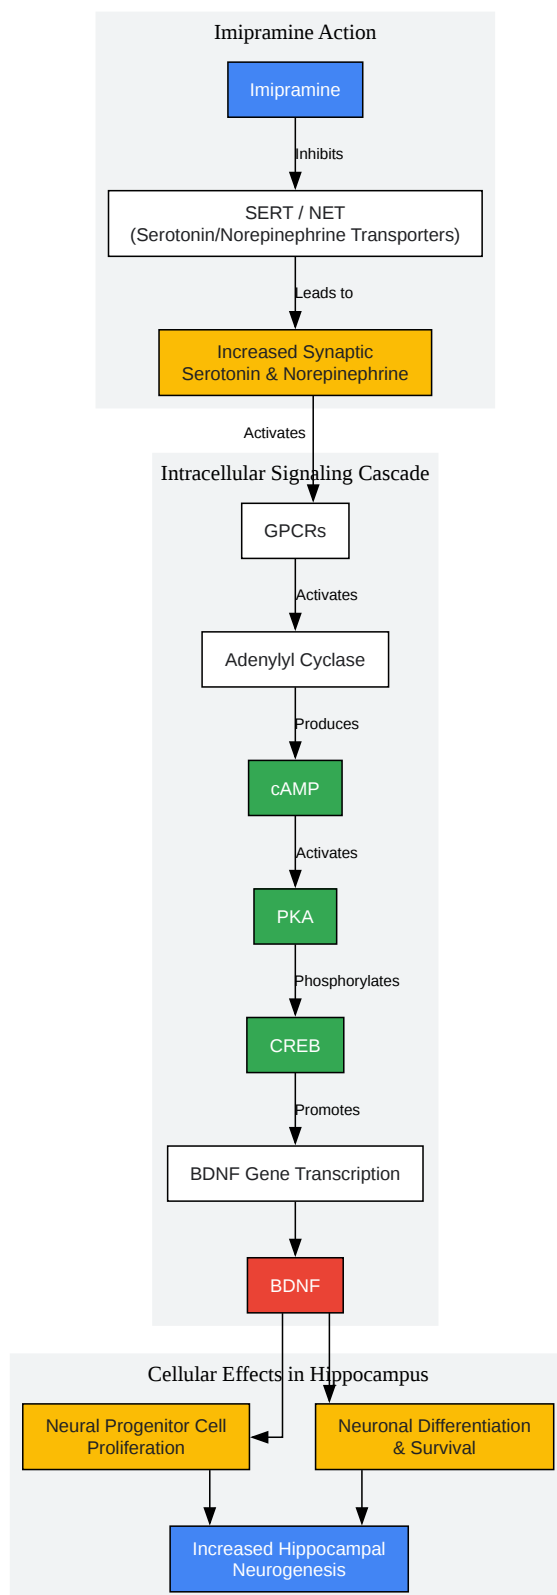 Imipramine Action
Imipramine
Inhibits
SERT / NET
(Serotonin/Norepinephrine Transporters)
Leads to
Increased Synaptic
Serotonin & Norepinephrine
Activates
Intracellular Signaling Cascade
GPCRs
Activates
Adenylyl Cyclase
Produces
cAMP
Activates
PKA
Phosphorylates
CREB
Promotes
BDNF Gene Transcription
BDNF
Cellular Effects in Hippocampus
Neural Progenitor Cell
Proliferation
Neuronal Differentiation
& Survival
Increased Hippocampal
Neurogenesis